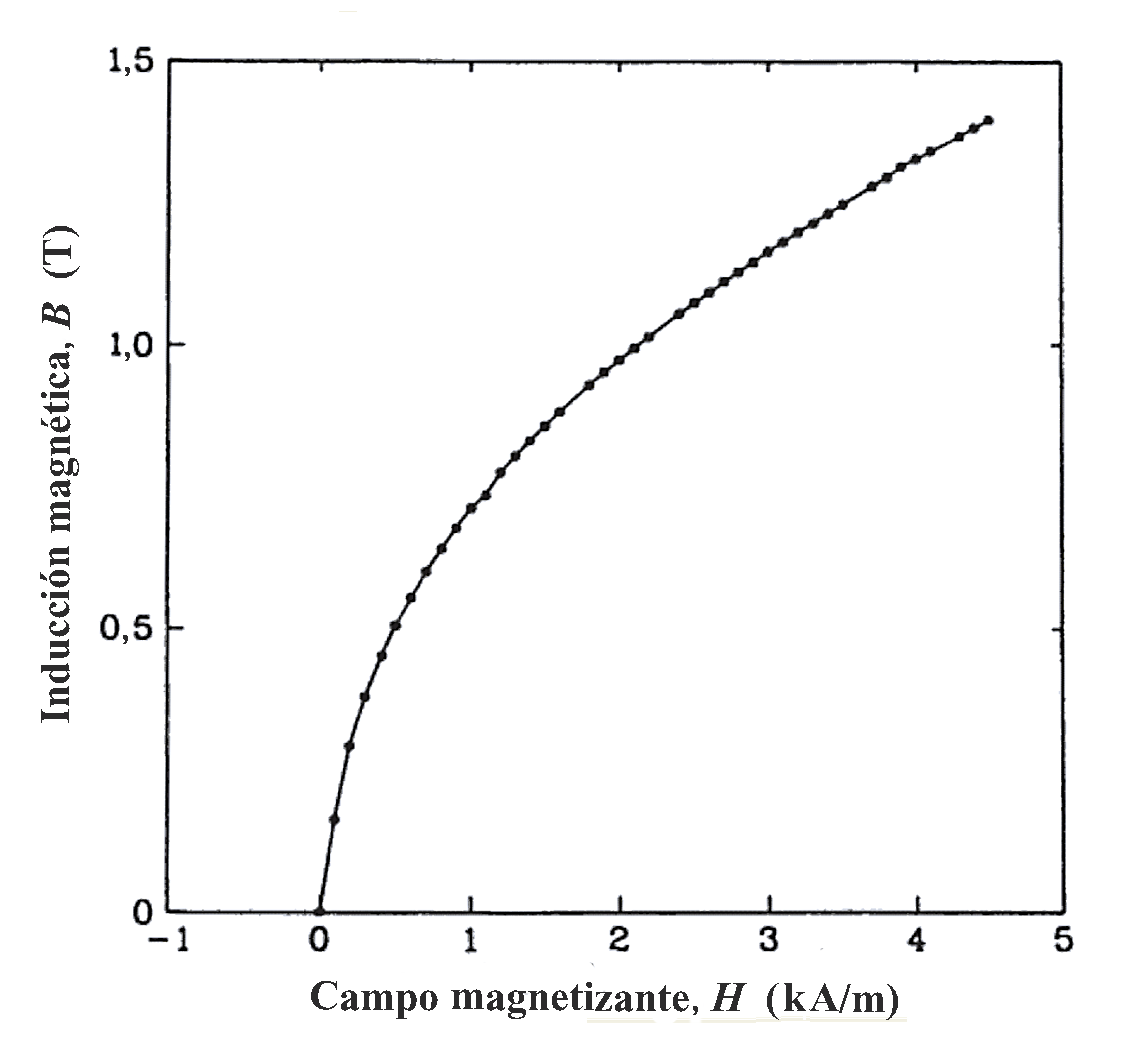 1,5
1,0
0,5
0
-1 0 1 2 3 4 5
Inducción magnética, B (T)
Campo magnetizante, H (kA/m)